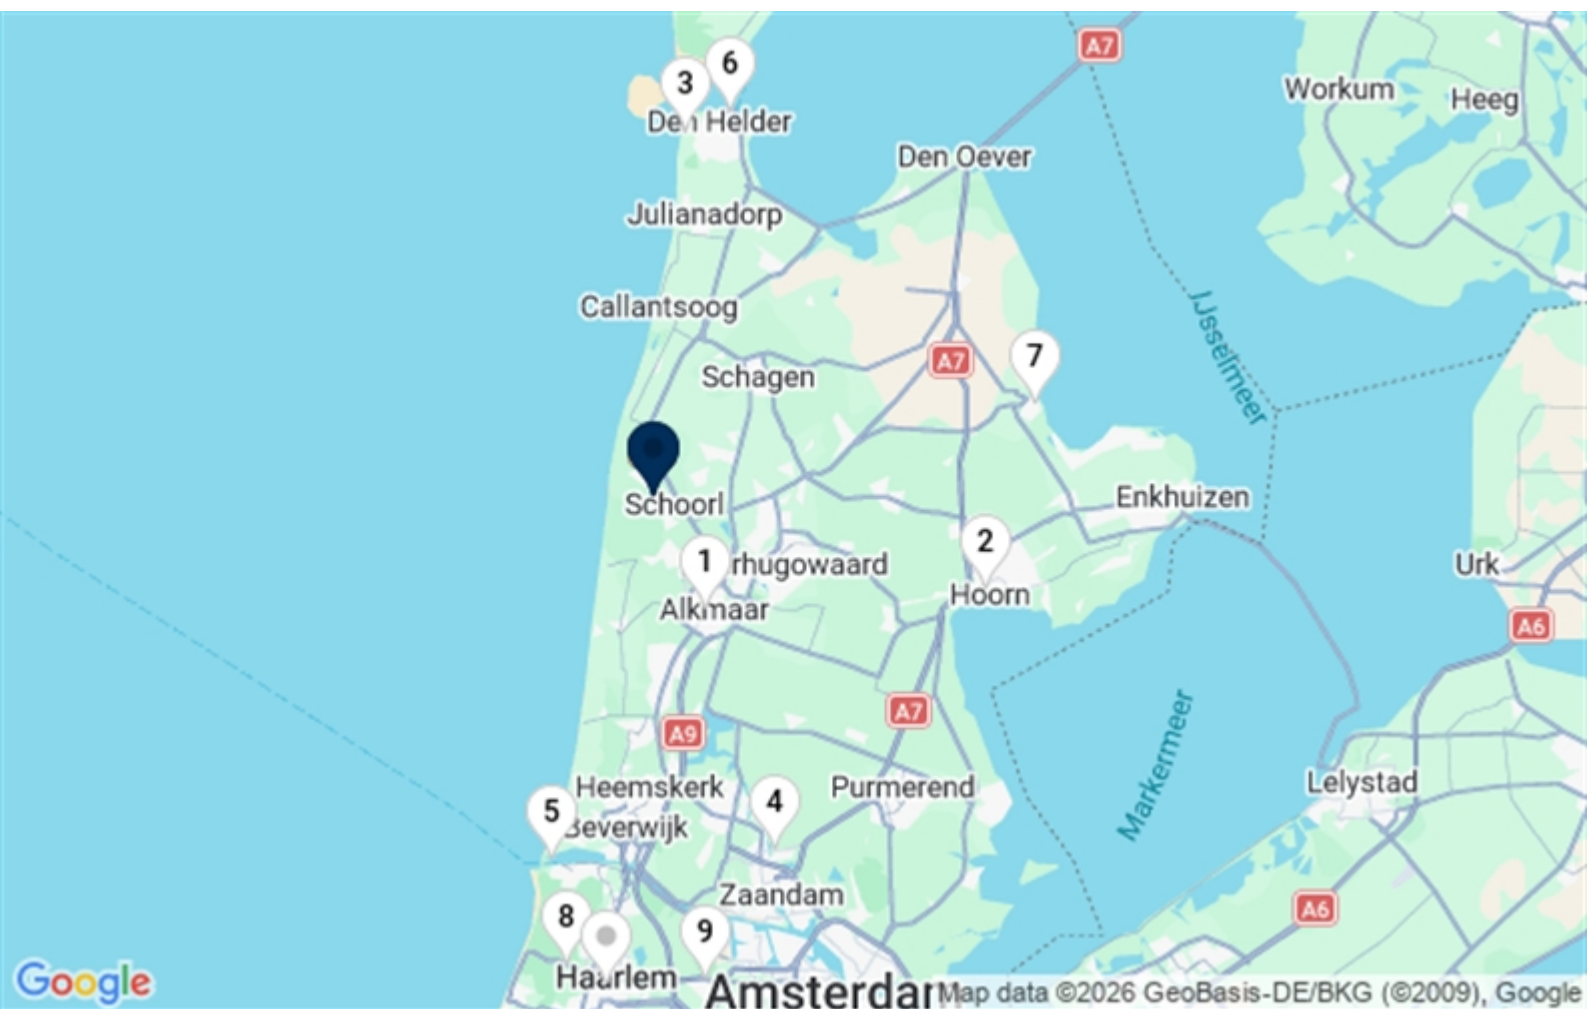 A7
6
3
Workum
Heeg
Den Helder
Den Oever
Julianadorp
IJsselmeer
Callantsoog
7
A7
Schagen
Schoorl
Enkhuizen
2
1
rhugowaard
Urk
Hoorn
Alkmaar
A6
A7
A9
Markermeer
Lelystad
Heemskerk
4
Purmerend
5
Beverwijk
Zaandam
A6
8
9
Haarlem
Google
Amsterdam
Map data ©2026 GeoBasis-DE/BKG (©2009), Google